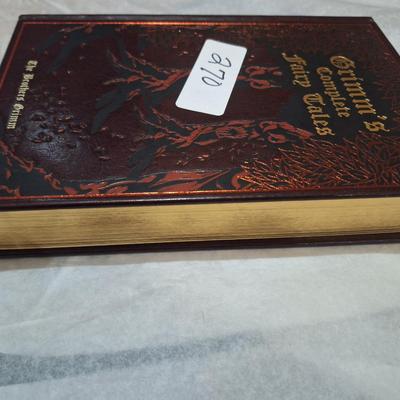 Grimm's
Complete
Fairy Tales
270
The Brothers Grimm